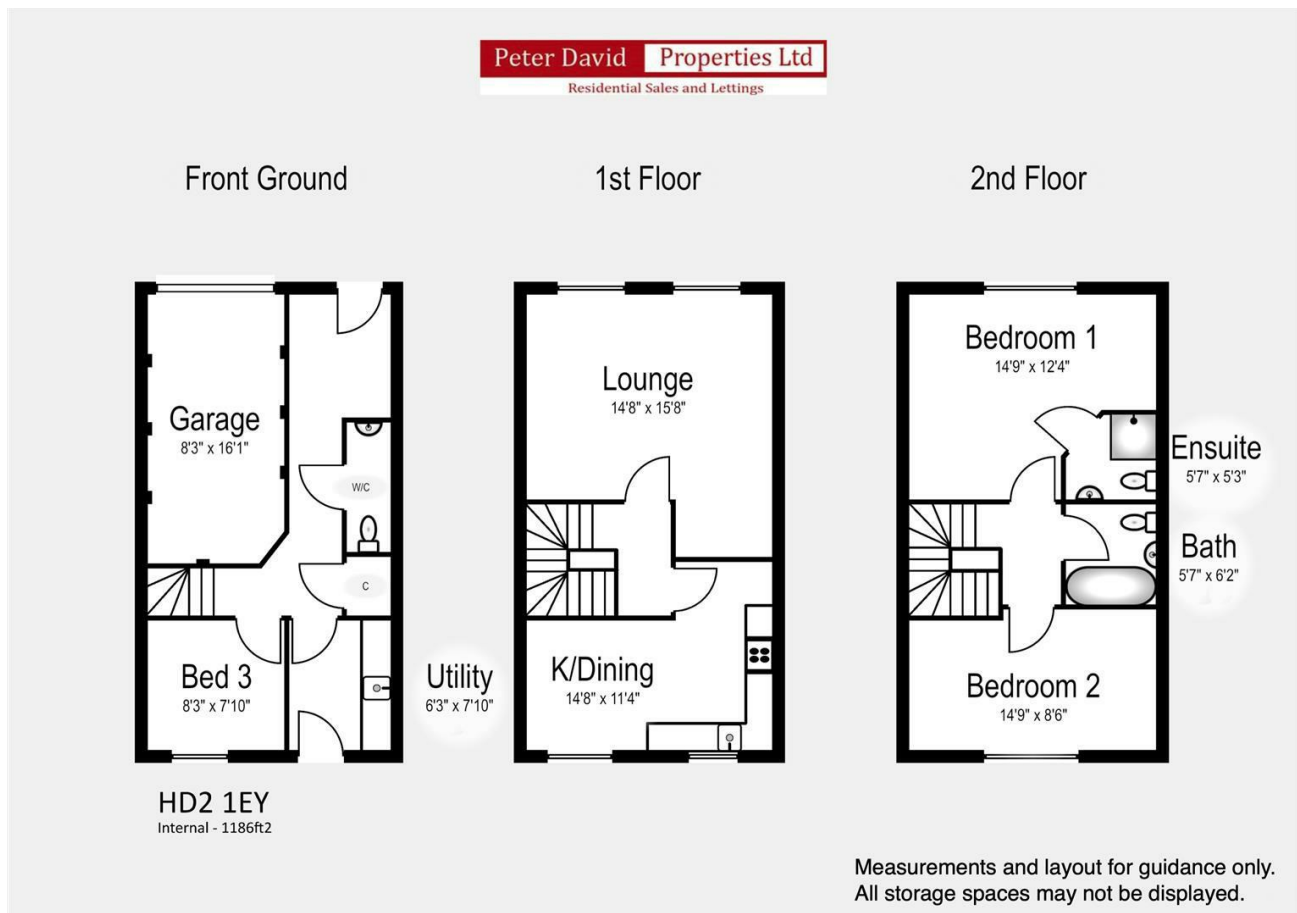 Peter David Properties Ltd
Residential Sales and Lettings
Front Ground
1st Floor
2nd Floor
Garage
8'3" x 16'1"
W/C
C
Bed 3
8'3" x 7'10"
Utility
6'3" x 7'10"
Lounge
14'8" x 15'8"
K/Dining
14'8" x 11'4"
Bedroom 1
14'9" x 12'4"
Ensuite
5'7" x 5'3"
Bath
5'7" x 6'2"
Bedroom 2
14'9" x 8'6"
HD2 1EY
Internal - 1186ft2
Measurements and layout for guidance only.
All storage spaces may not be displayed.